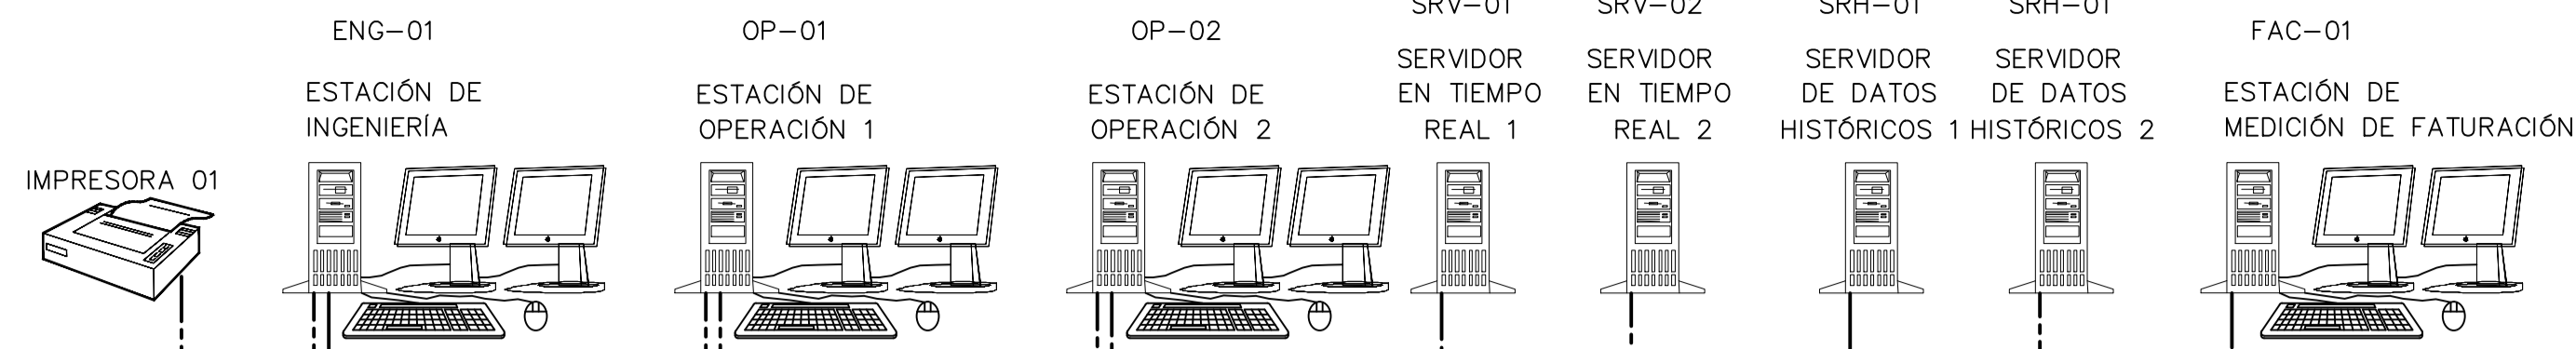 IMPRESORA 01
ENG-01
ESTACIÓN DE
INGENIERÍA
OP-01
ESTACIÓN DE
OPERACIÓN 1
OP-02
ESTACIÓN DE
OPERACIÓN 2
SRV-01
SERVIDOR
EN TIEMPO
REAL 1
SRV-02
SERVIDOR
EN TIEMPO
REAL 2
SRH-01
SERVIDOR
DE DATOS
HISTÓRICOS 1
SRH-01
SERVIDOR
DE DATOS
HISTÓRICOS 2
FAC-01
ESTACIÓN DE
MEDICIÓN DE FATURACIÓN